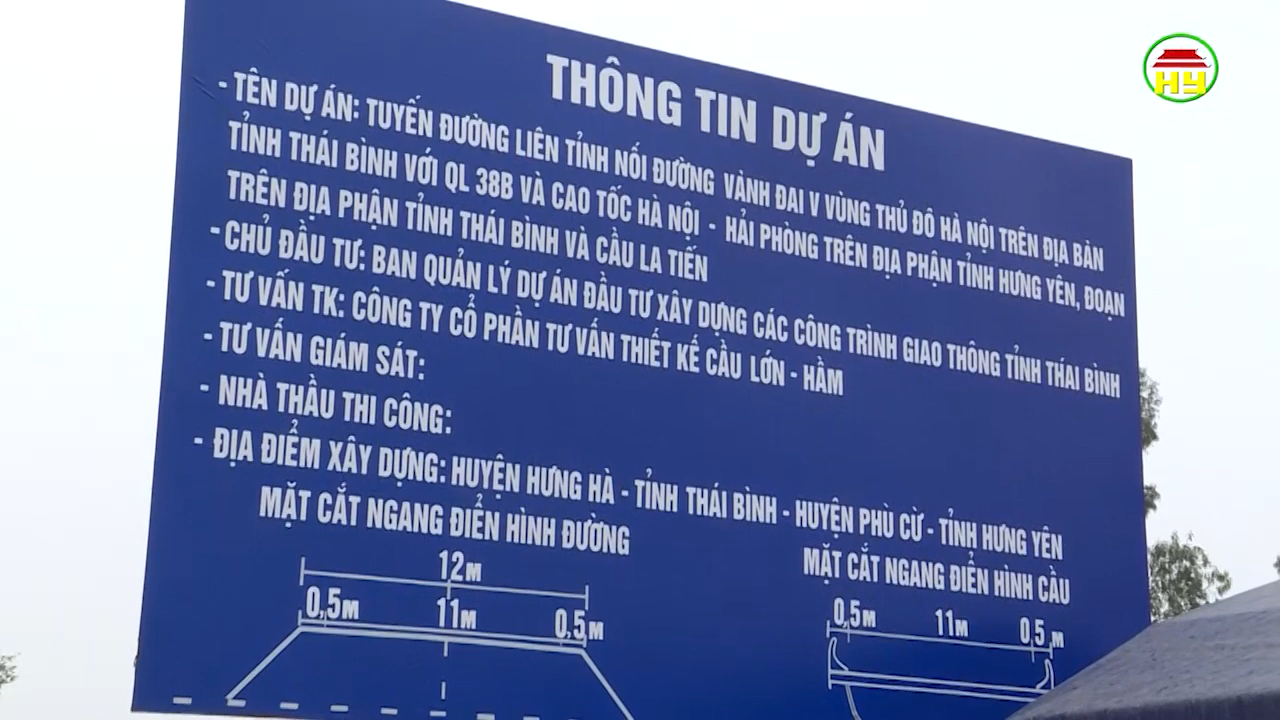 HY
THÔNG TIN DỰ ÁN
- TÊN DỰ ÁN: TUYẾN ĐƯỜNG LIÊN TỈNH NỐI ĐƯỜNG VÀNH ĐAI V VÙNG THỦ ĐÔ HÀ NỘI TRÊN ĐỊA BÀN
TỈNH THÁI BÌNH VỚI QL 38B VÀ CAO TỐC HÀ NỘI - HẢI PHÒNG TRÊN ĐỊA PHẬN TỈNH HƯNG YÊN, ĐOẠN
TRÊN ĐỊA PHẬN TỈNH THÁI BÌNH VÀ CẦU LA TIẾN
- CHỦ ĐẦU TƯ: BAN QUẢN LÝ DỰ ÁN ĐẦU TƯ XÂY DỰNG CÁC CÔNG TRÌNH GIAO THÔNG TỈNH THÁI BÌNH
- TƯ VẤN TK: CÔNG TY CỔ PHẦN TƯ VẤN THIẾT KẾ CẦU LỚN - HẦM
- TƯ VẤN GIÁM SÁT:
- NHÀ THẦU THI CÔNG:
- ĐỊA ĐIỂM XÂY DỰNG: HUYỆN HƯNG HÀ - TỈNH THÁI BÌNH - HUYỆN PHÙ CỪ - TỈNH HƯNG YÊN
MẶT CẮT NGANG ĐIỂN HÌNH ĐƯỜNG
12M
0,5M 11M 0,5M
MẶT CẮT NGANG ĐIỂN HÌNH CẦU
0,5M 11M 0,5 M